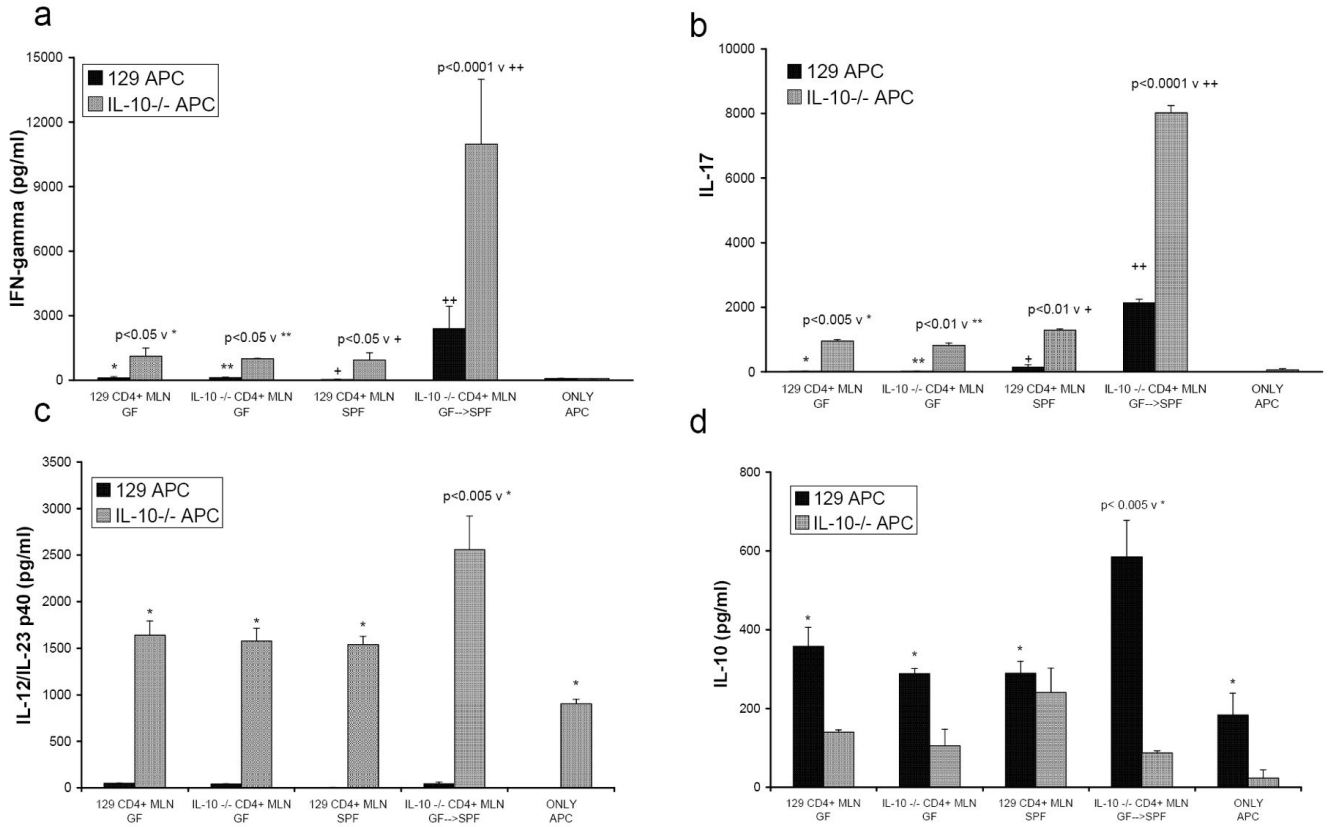 a
15000
12000
9000
6000
3000
0
IFN-gamma (pg/ml)
129 APC
IL-10-/- APC
p<0.0001 v ++
++
p<0.05 v *
*
p<0.05 v **
**
p<0.05 v +
+
129 CD4+ MLN
GF
IL-10 -/- CD4+ MLN
GF
129 CD4+ MLN
SPF
IL-10 -/- CD4+ MLN
GF-->SPF
ONLY
APC
b
10000
8000
6000
4000
2000
0
IL-17
129 APC
IL-10-/- APC
p<0.0001 v ++
++
p<0.005 v *
*
p<0.01 v **
**
p<0.01 v +
+
129 CD4+ MLN
GF
IL-10 -/- CD4+ MLN
GF
129 CD4+ MLN
SPF
IL-10 -/- CD4+ MLN
GF-->SPF
ONLY
APC
c
3500
3000
2500
2000
1500
1000
500
0
IL-12/IL-23 p40 (pg/ml)
129 APC
IL-10-/- APC
p<0.005 v *
*
*
*
*
129 CD4+ MLN
GF
IL-10 -/- CD4+ MLN
GF
129 CD4+ MLN
SPF
IL-10 -/- CD4+ MLN
GF-->SPF
ONLY
APC
d
800
600
400
200
0
IL-10 (pg/ml)
129 APC
IL-10-/- APC
p< 0.005 v *
*
*
*
*
129 CD4+ MLN
GF
IL-10 -/- CD4+ MLN
GF
129 CD4+ MLN
SPF
IL-10 -/- CD4+ MLN
GF-->SPF
ONLY
APC